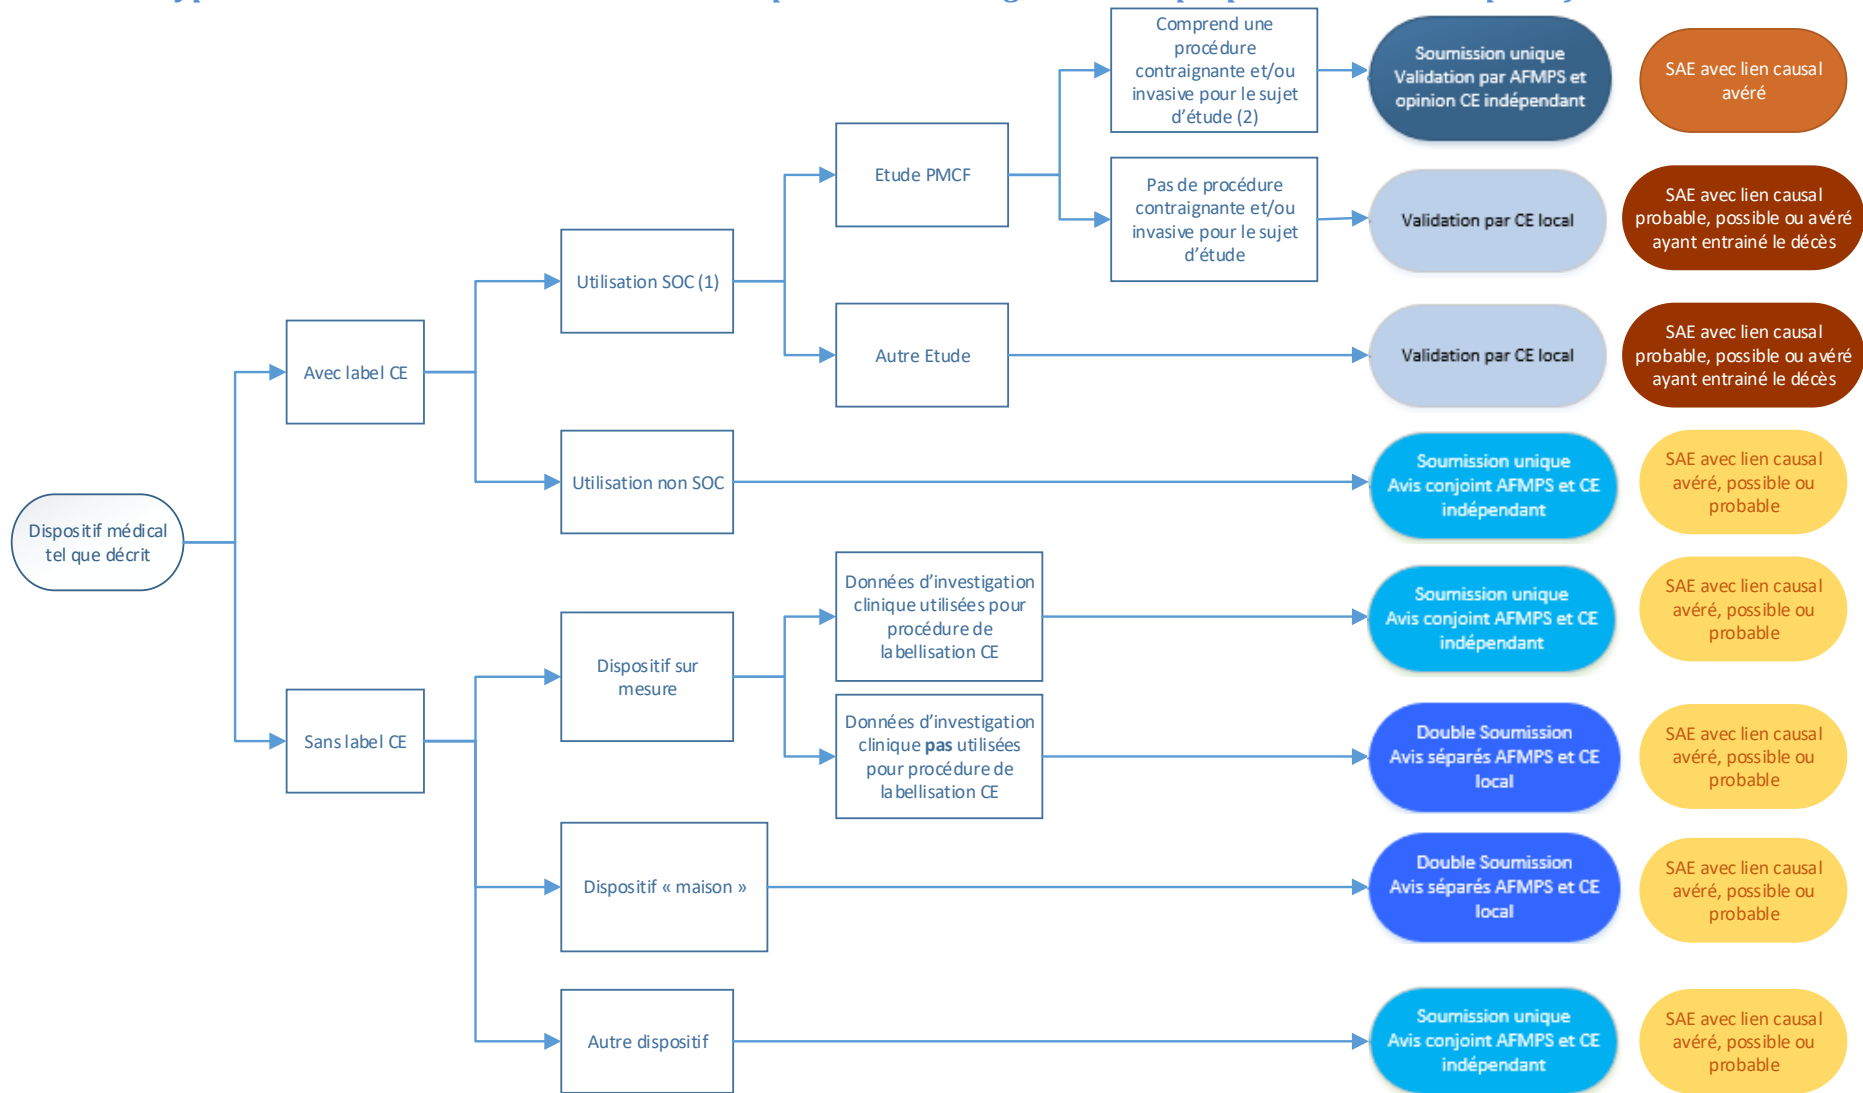 Comprend une
procédure
contraignante et/ou
invasive pour le sujet
d'étude (2)
Soumission unique
Validation par AFMPS et
opinion CE indépendant
SAE avec lien causal
avéré
Etude PMCF
Pas de procédure
contraignante et/ou
invasive pour le sujet
d'étude
Validation par CE local
SAE avec lien causal
probable, possible ou avéré
ayant entrainé le décès
Utilisation SOC (1)
Autre Etude
Validation par CE local
SAE avec lien causal
probable, possible ou avéré
ayant entrainé le décès
Avec label CE
Utilisation non SOC
Soumission unique
Avis conjoint AFMPS et CE
indépendant
SAE avec lien causal
avéré, possible ou
probable
Dispositif médical
tel que décrit
Données d'investigation
clinique utilisées pour
procédure de
labellisation CE
Soumission unique
Avis conjoint AFMPS et CE
indépendant
SAE avec lien causal
avéré, possible ou
probable
Dispositif sur
mesure
Sans label CE
Données d'investigation
clinique pas utilisées
pour procédure de
labellisation CE
Double Soumission
Avis séparés AFMPS et CE
local
SAE avec lien causal
avéré, possible ou
probable
Dispositif « maison »
Double Soumission
Avis séparés AFMPS et CE
local
SAE avec lien causal
avéré, possible ou
probable
Autre dispositif
Soumission unique
Avis conjoint AFMPS et CE
indépendant
SAE avec lien causal
avéré, possible ou
probable